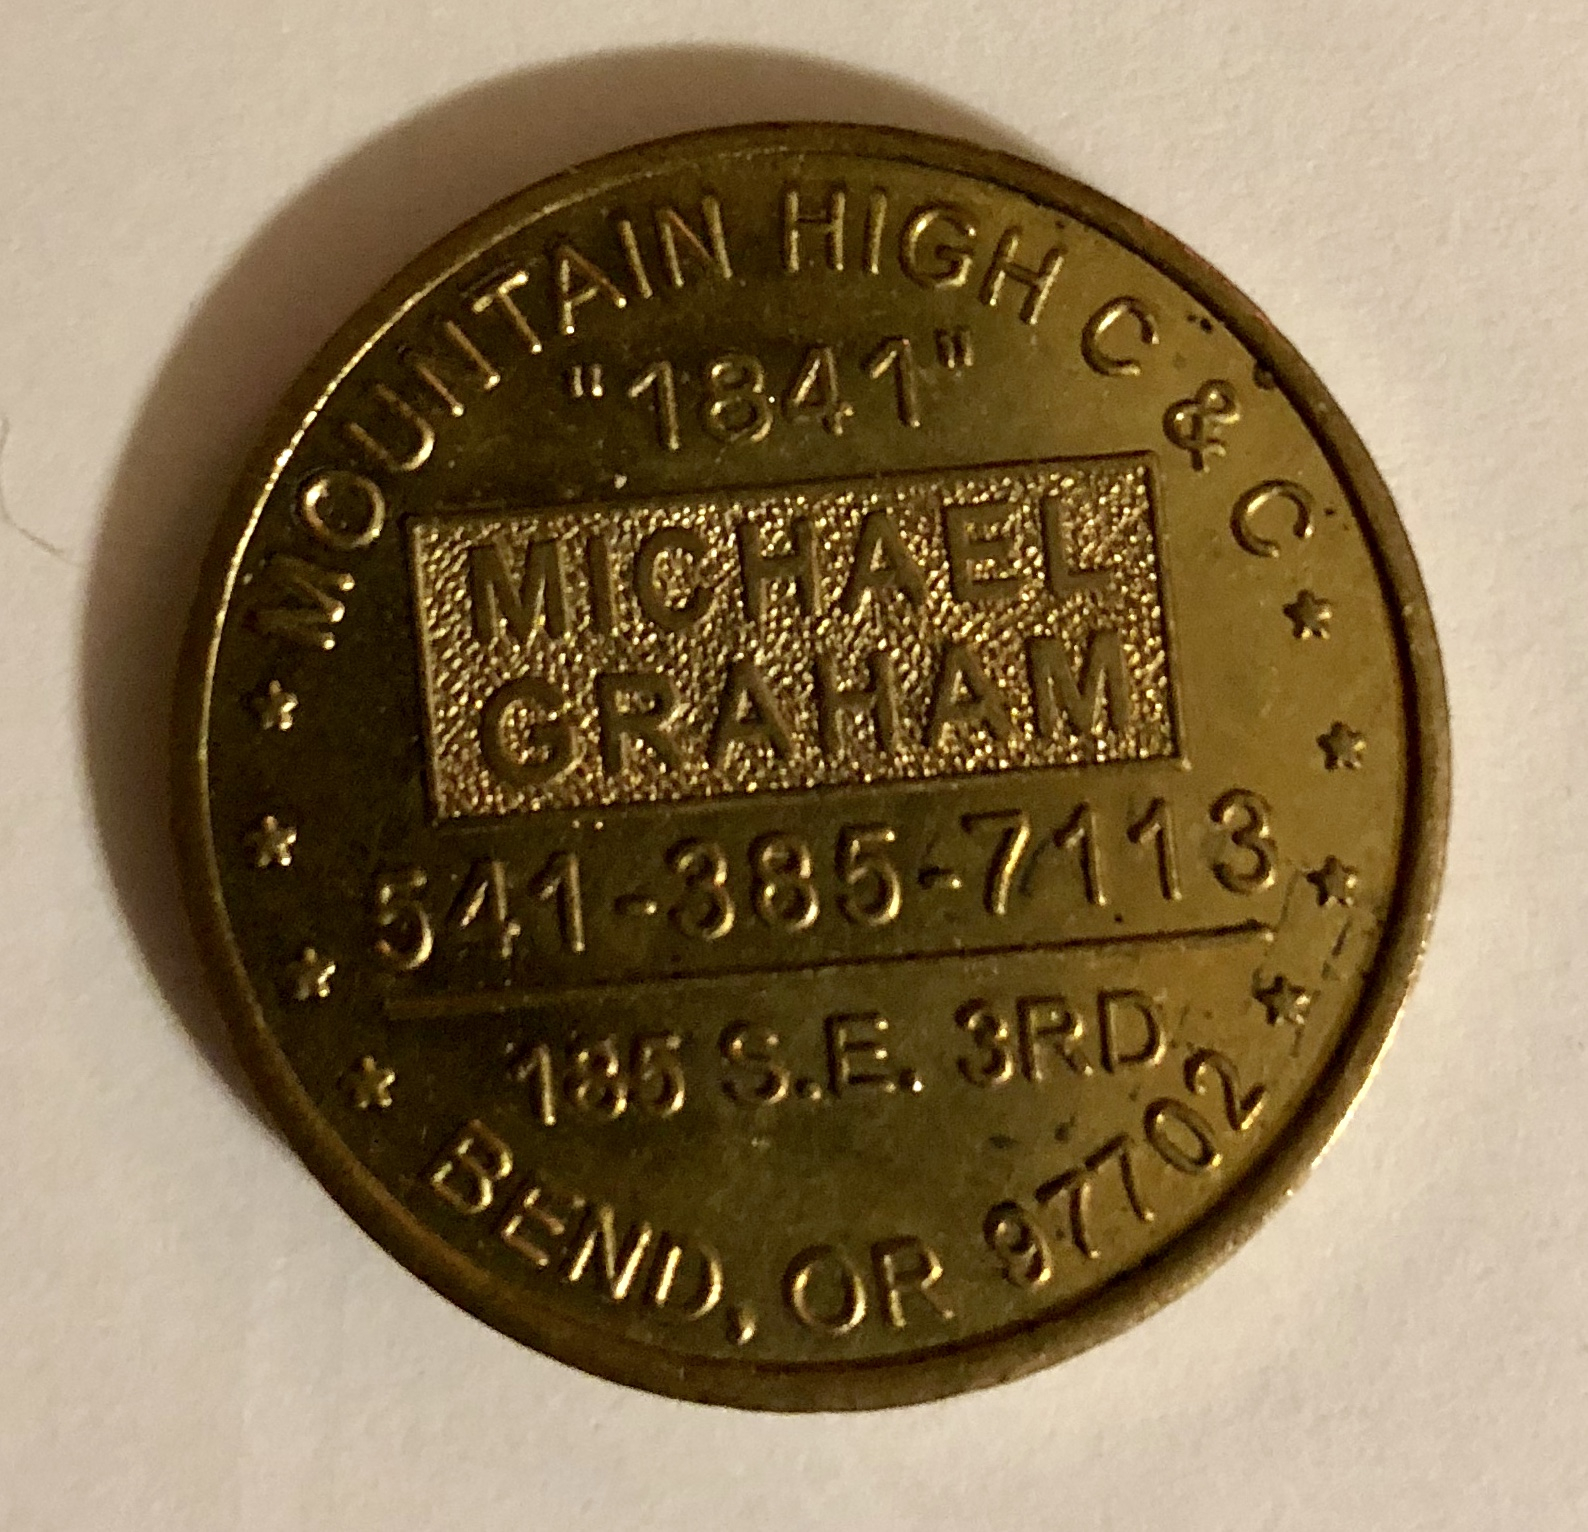 MOUNTAIN HIGH C & C
"1841"
MICHAEL
GRAHAM
541-385-7113
185 S.E. 3RD
BEND, OR 97702